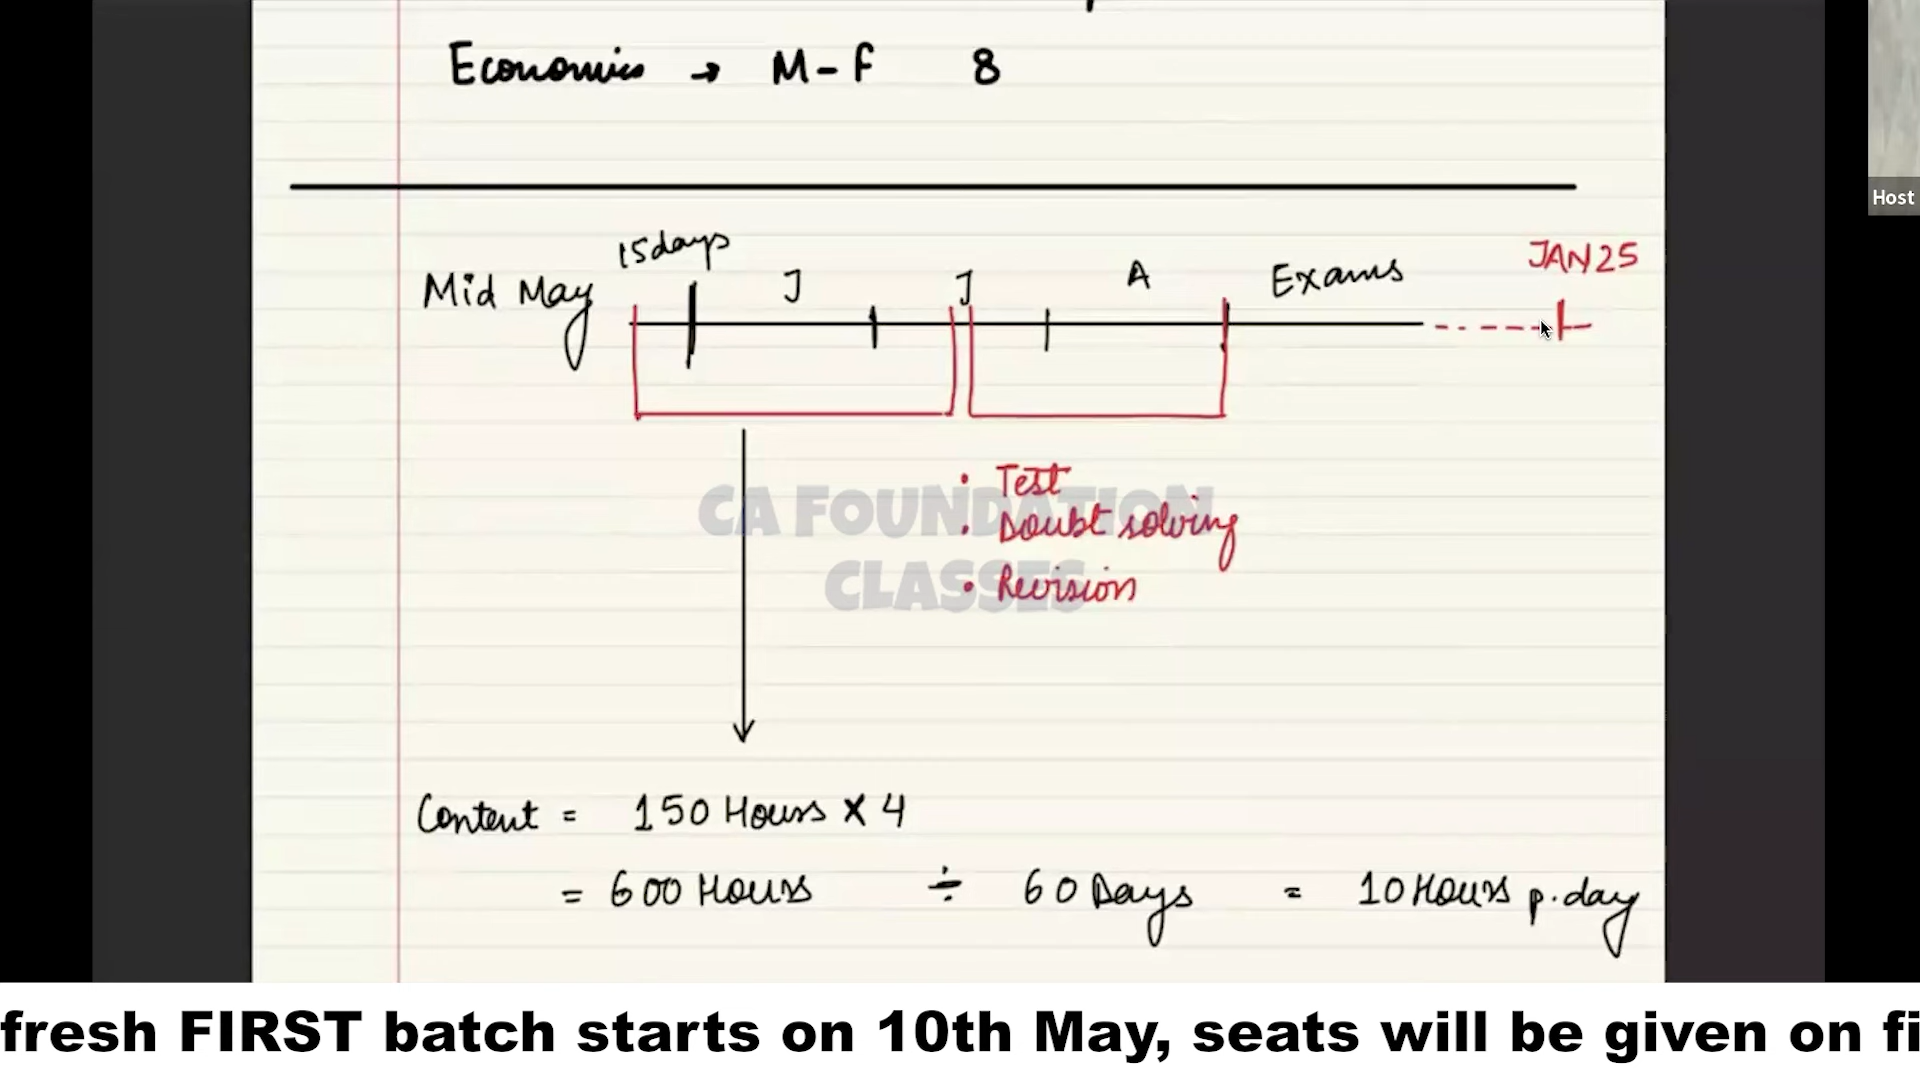 Economics → M-F 8
Host
15days
Mid May J J A Exams JAN25
CA FOUNDATION
CLASSES
• Test
• Doubt solving
• Revision
Content = 150 Hours × 4
= 600 Hours ÷ 60 Days = 10 Hours p.day
fresh FIRST batch starts on 10th May, seats will be given on fi